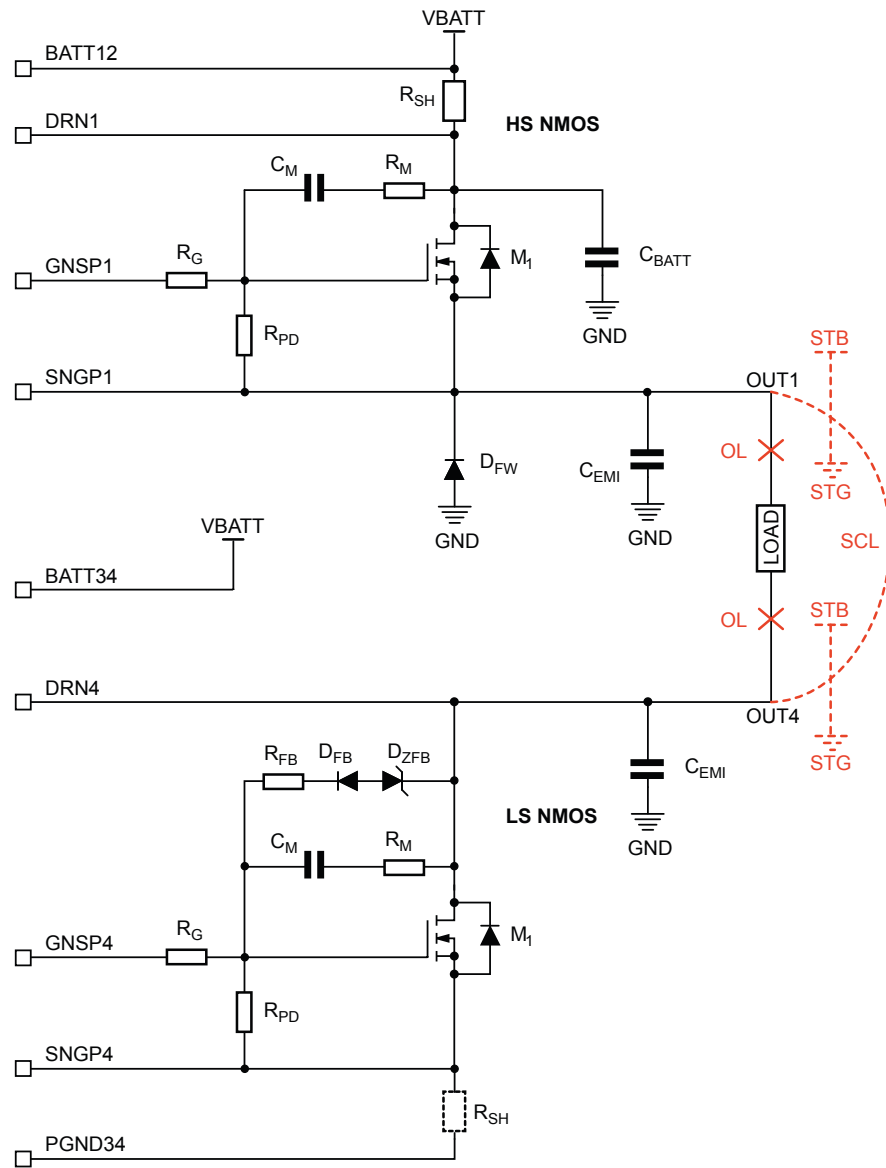 VBATT
BATT12
RSH
DRN1
HS NMOS
CM
RM
RG
GNSP1
M1
CBATT
RPD
GND
STB
SNGP1
OUT1
OL
DFW
CEMI
STG
GND
GND
VBATT
LOAD
SCL
BATT34
STB
OL
DRN4
OUT4
RFB
DFB
DZFB
CEMI
STG
LS NMOS
CM
RM
GND
RG
GNSP4
M1
RPD
SNGP4
RSH
PGND34